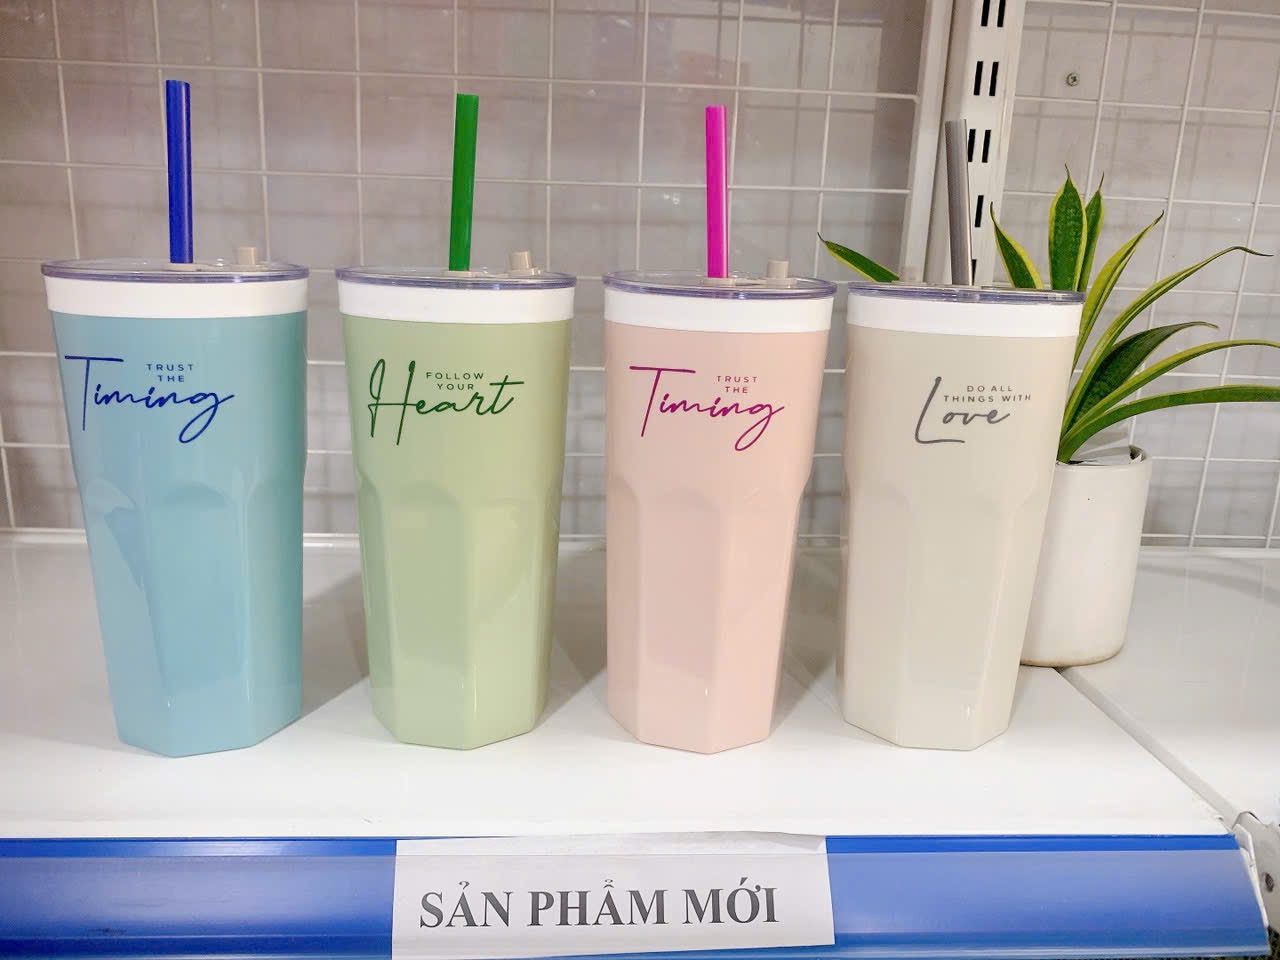 TRUST
THE
Timing
FOLLOW
YOUR
Heart
TRUST
THE
Timing
DO ALL
THINGS WITH
Love
SẢN PHẨM MỚI